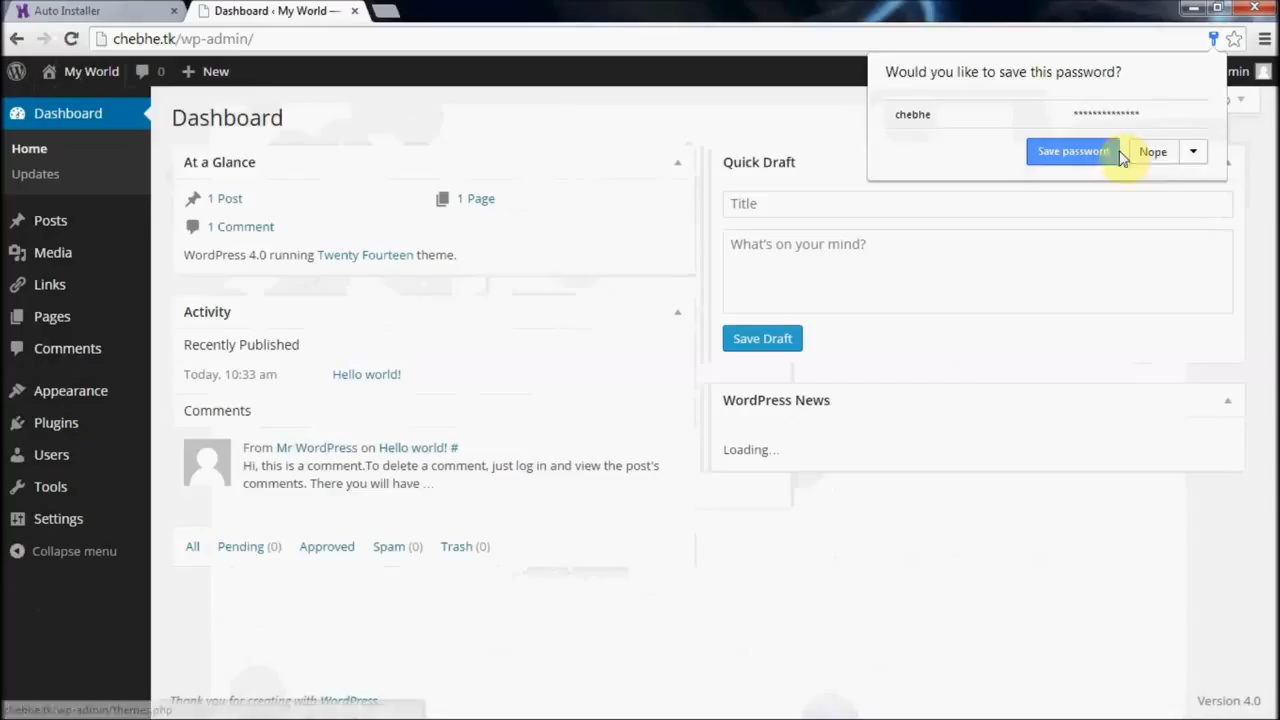 Auto Installer
Dashboard ‹ My World —
chebhe.tk/wp-admin/
My World
0
New
min
Would you like to save this password?
chebhe
**************
Save password
Nope
Dashboard
Home
Updates
Posts
Media
Links
Pages
Comments
Appearance
Plugins
Users
Tools
Settings
Collapse menu
Dashboard
At a Glance
1 Post
1 Page
1 Comment
WordPress 4.0 running Twenty Fourteen theme.
Activity
Recently Published
Today, 10:33 am
Hello world!
Comments
From Mr WordPress on Hello world! #
Hi, this is a comment.To delete a comment, just log in and view the post's
comments. There you will have …
All
Pending (0)
Approved
Spam (0)
Trash (0)
Quick Draft
Title
What's on your mind?
Save Draft
WordPress News
Loading…
Thank you for creating with WordPress.
Version 4.0
chebhe.tk/wp-admin/themes.php